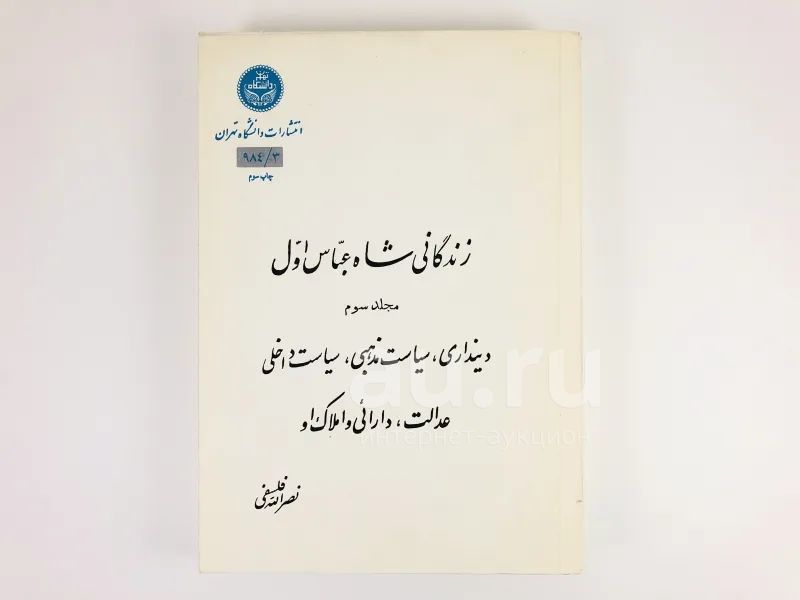 دانشگاه تهران
انتشارات دانشگاه تهران
۹۸٤/۳
چاپ سوم
زندگانی شاه عبّاس اوّل
مجلد سوم
دینداری، سیاست مذهبی، سیاست داخلی
عدالت، دارائی و املاک او
نصرالله فلسفی
au.ru
интернет-аукцион